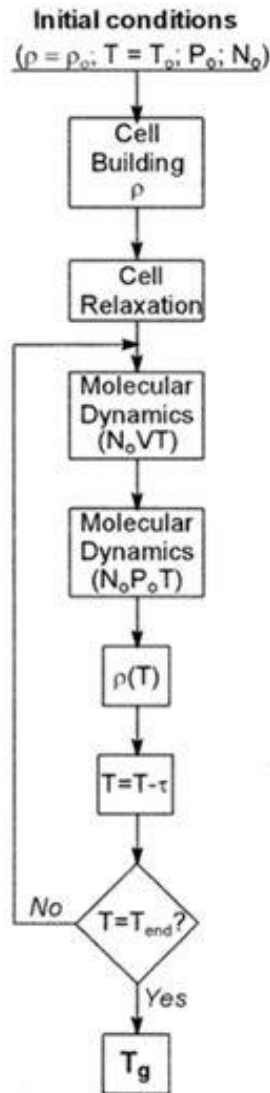 Initial conditions
(ρ = ρₒ; T = Tₒ; Pₒ; Nₒ)
Cell
Building
ρ
Cell
Relaxation
Molecular
Dynamics
(NₒVT)
Molecular
Dynamics
(NₒPₒT)
ρ(T)
T=T-τ
No
T=Tend?
Yes
Tg